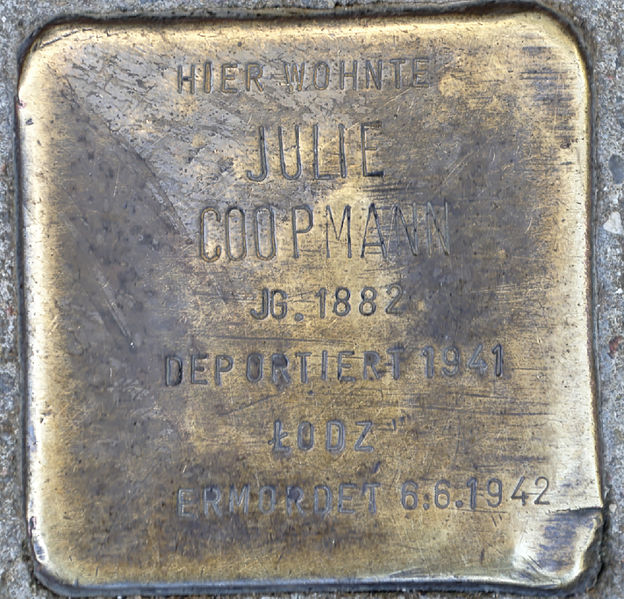 HIER WOHNTE
JULIE
COOPMANN
JG. 1882
DEPORTIERT 1941
ŁODZ
ERMORDET 6.6.1942